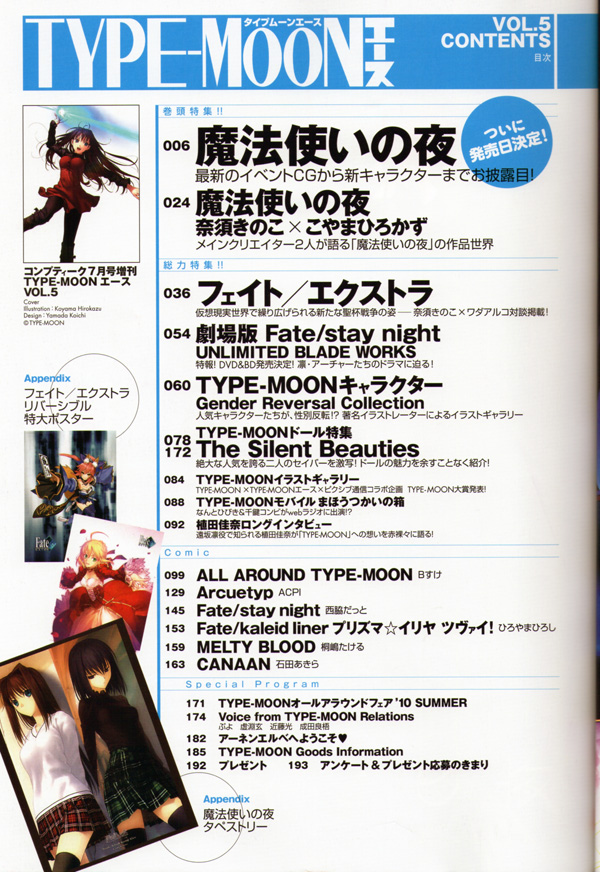 タイプムーンエース
TYPE-MOONエース
VOL.5
CONTENTS
目次
巻頭特集!!
006 魔法使いの夜
最新のイベントCGから新キャラクターまでお披露目!
ついに
発売日決定!
024 魔法使いの夜
奈須きのこ×こやまひろかず
メインクリエイター2人が語る「魔法使いの夜」の作品世界
コンプティーク7月号増刊
TYPE-MOON エース
VOL.5
Cover
Illustration : Koyama Hirokazu
Design : Yamada Koichi
©TYPE-MOON
総力特集!!
036 フェイト/エクストラ
仮想現実世界で繰り広げられる新たな聖杯戦争の姿──奈須きのこ×ワダアルコ対談掲載!
054 劇場版 Fate/stay night
UNLIMITED BLADE WORKS
特報! DVD&BD発売決定! 凛・アーチャーたちのドラマに迫る!
060 TYPE-MOONキャラクター
Gender Reversal Collection
人気キャラクターたちが、性別反転!? 著名イラストレーターによるイラストギャラリー
TYPE-MOONドール特集
078
172 The Silent Beauties
絶大な人気を誇る二人のセイバーを激写! ドールの魅力を余すことなく紹介!
084 TYPE-MOONイラストギャラリー
TYPE-MOON×TYPE-MOONエース×ピクシブ通信コラボ企画 TYPE-MOON大賞発表!
088 TYPE-MOONモバイル まほうつかいの箱
なんとひびき&千鍵コンビがwebラジオに出演!?
092 植田佳奈ロングインタビュー
遠坂凛役で知られる植田佳奈が「TYPE-MOON」への想いを赤裸々に語る!
Appendix
フェイト/エクストラ
リバーシブル
特大ポスター
Fate
Comic
099 ALL AROUND TYPE-MOON Bすけ
129 Arcuetyp ACPI
145 Fate/stay night 西脇だっと
153 Fate/kaleid liner プリズマ☆イリヤ ツヴァイ! ひろやまひろし
159 MELTY BLOOD 桐嶋たける
163 CANAAN 石田あきら
Special Program
171 TYPE-MOONオールアラウンドフェア'10 SUMMER
174 Voice from TYPE-MOON Relations
ぶよ 虚淵玄 近藤光 成田良悟
182 アーネンエルベへようこそ♥
185 TYPE-MOON Goods Information
192 プレゼント 193 アンケート&プレゼント応募のきまり
Appendix
魔法使いの夜
タペストリー